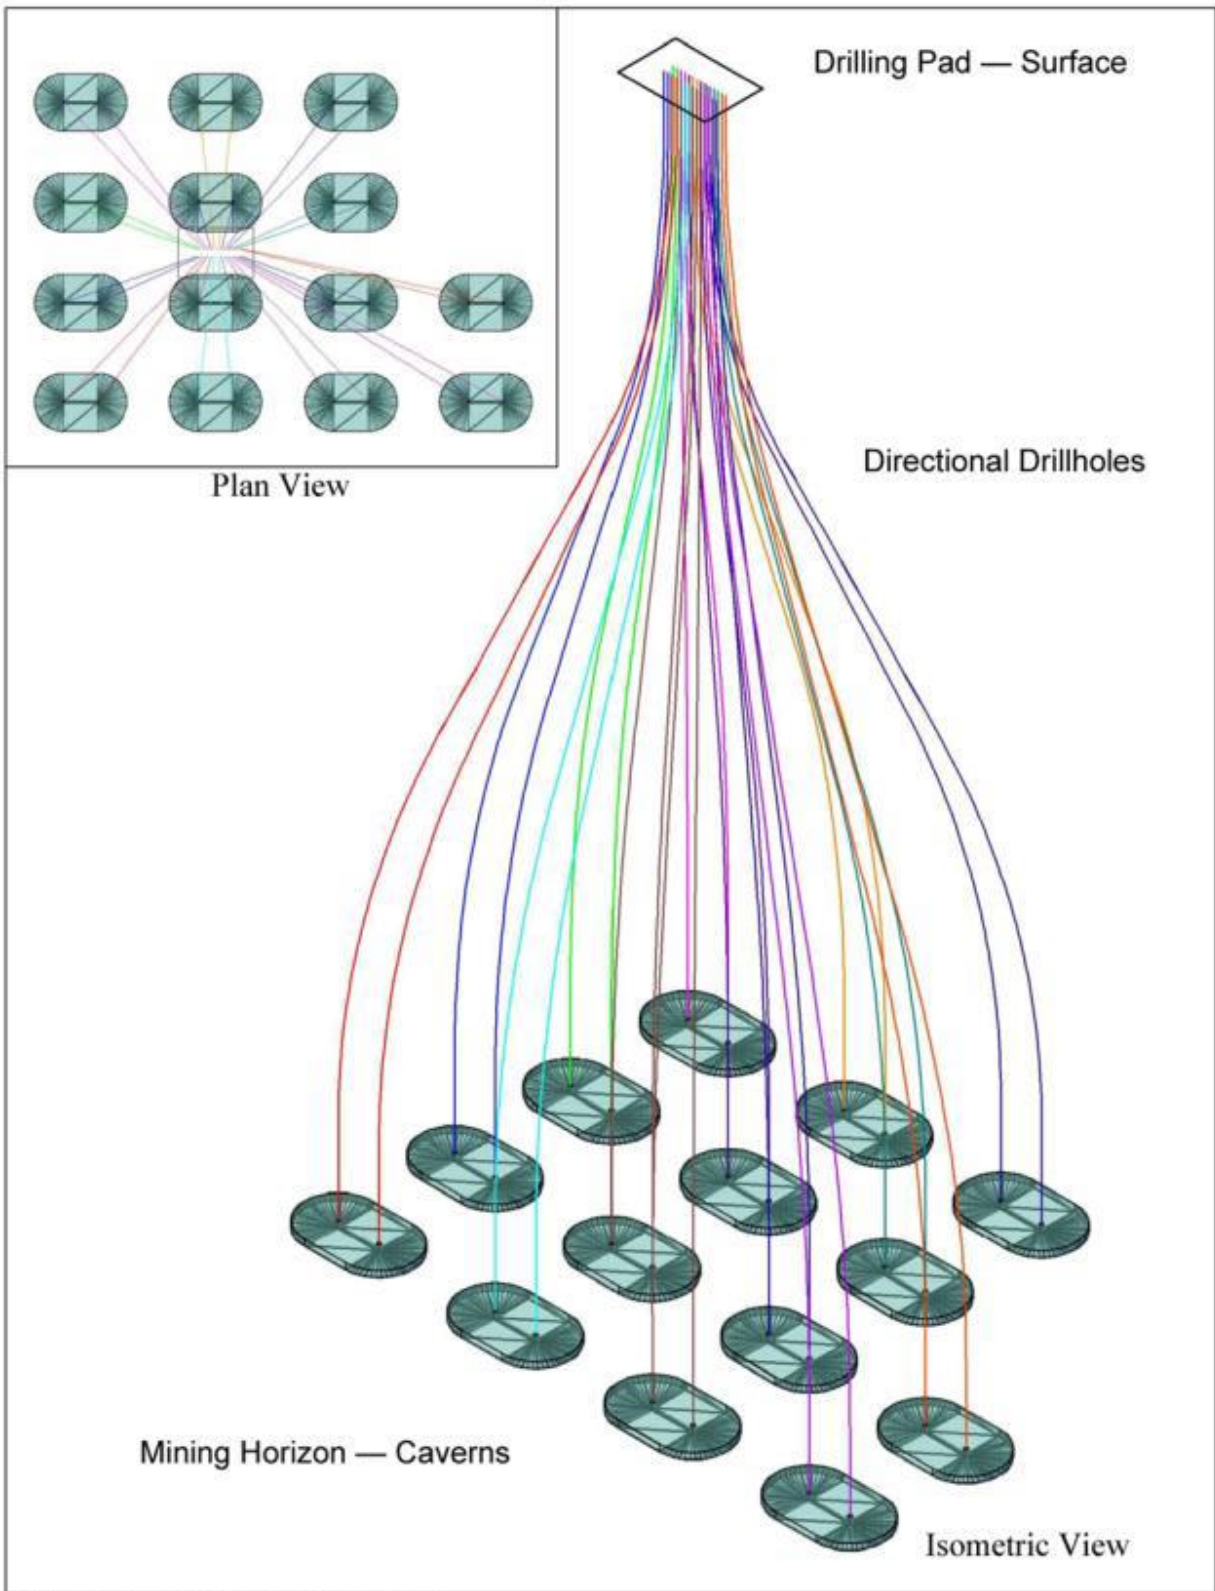 Drilling Pad — Surface
Directional Drillholes
Plan View
Mining Horizon — Caverns
Isometric View